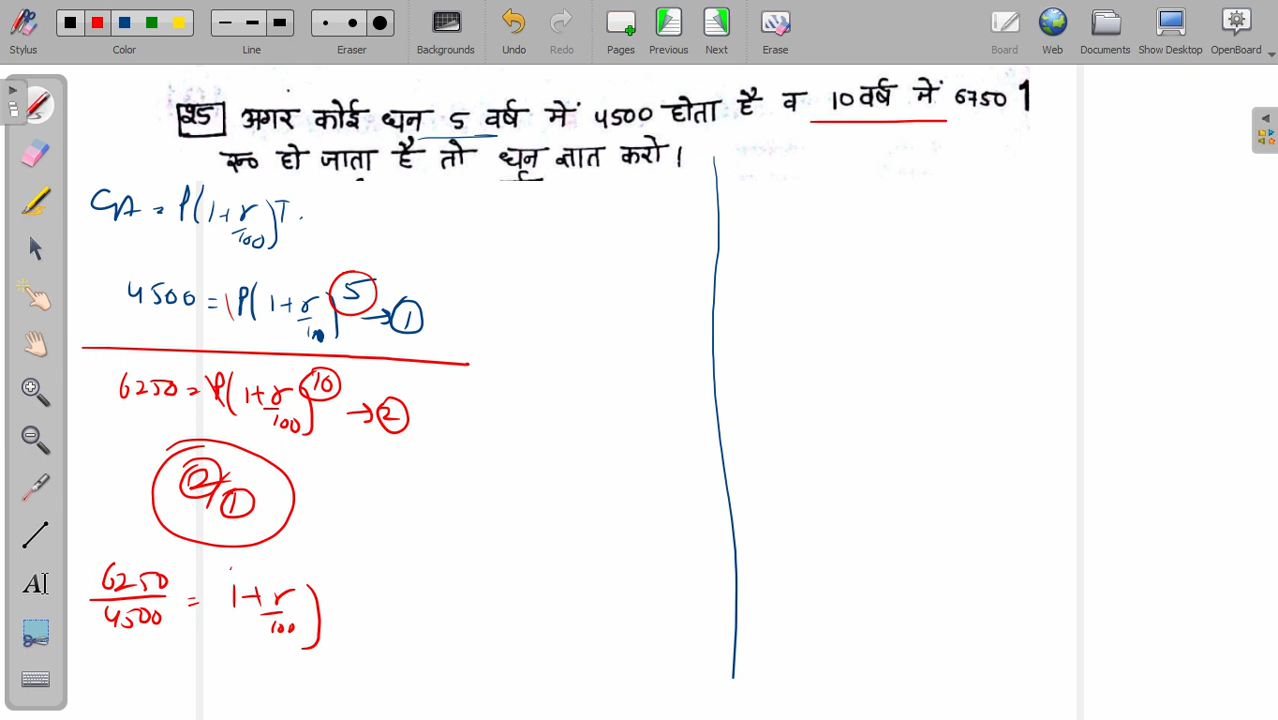 Stylus
Color
Line
Eraser
Backgrounds
Undo
Redo
Pages
Previous
Next
Erase
Board
Web
Documents
Show Desktop
OpenBoard
25 अगर कोई धन 5 वर्ष में 4500 होता है व 10 वर्ष में 6750 1
रू० हो जाता है तो धन ज्ञात करो।
CA = P(1+r/100)T.
4500 = P(1+r/100)5 → 1
6250 = P(1+r/100)10 → 2
2/1
6250/4500 = 1+r/100)